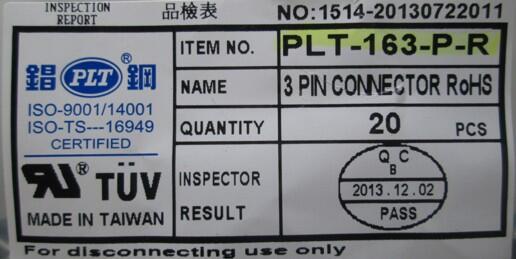 INSPECTION REPORT 品檢表 NO:1514-20130722011
錩 PLT 鋼
ISO-9001/14001
ISO-TS---16949
CERTIFIED
RU® TÜV
MADE IN TAIWAN
ITEM NO. PLT-163-P-R
NAME 3 PIN CONNECTOR RoHS
QUANTITY 20 PCS
INSPECTOR RESULT
Q C
B
2013.12.02
PASS
For disconnecting use only